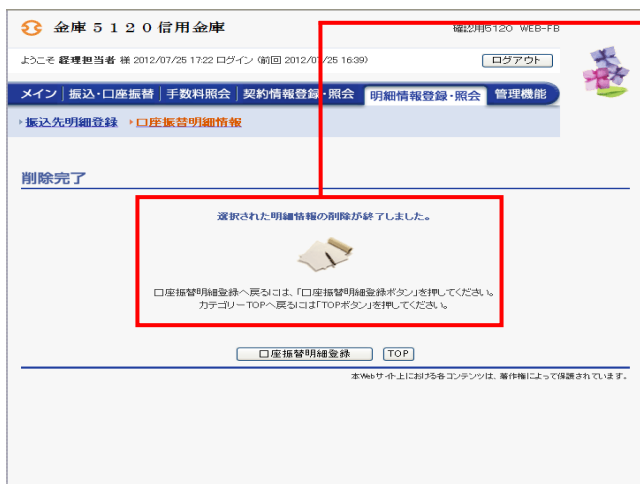 金庫5120信用金庫
確認用5120 WEB-FB
ようこそ 経理担当者 様 2012/07/25 17:22 ログイン (前回 2012/07/25 16:39)
ログアウト
メイン 振込・口座振替 手数料照会 契約情報登録・照会 明細情報登録・照会 管理機能
振込先明細登録 口座振替明細情報
削除完了
選択された明細情報の削除が終了しました。
口座振替明細登録へ戻るには、「口座振替明細登録ボタン」を押してください。
カテゴリーTOPへ戻るには「TOPボタン」を押してください。
口座振替明細登録 TOP
本Webサイト上における各コンテンツは、著作権によって保護されています。